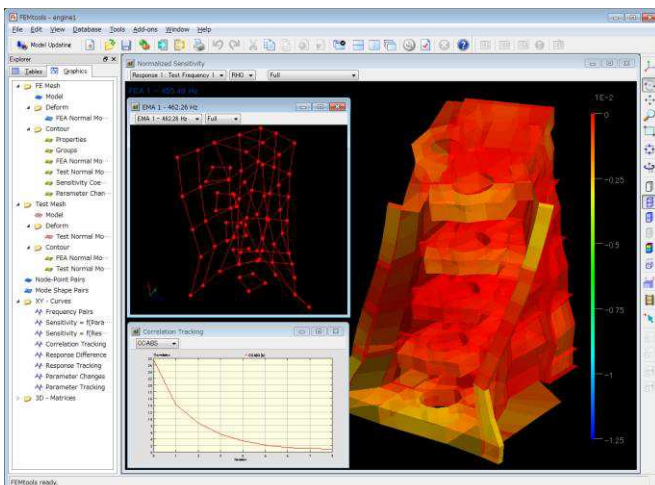 FEMtools - engine1
File Edit View Database Tools Add-ons Window Help
Model Updating
Explorer
Tables Graphics
FE Mesh
Model
Deform
FEA Normal Mo
Contour
Properties
Groups
FEA Normal Mo
Test Normal Mo
Sensitivity Coe
Parameter Chan
Test Mesh
Model
Deform
Test Normal Mo
Contour
FEA Normal Mo
Test Normal Mo
Node-Point Pairs
Mode Shape Pairs
XY - Curves
Frequency Pairs
Sensitivity = f(Para
Sensitivity = f(Res
Correlation Tracking
Response Difference
Response Tracking
Parameter Changes
Parameter Tracking
3D - Matrices
Normalized Sensitivity
Response 1: Test Frequency 1 RHO Full
EMA 1 - 462.26 Hz
EMA 1 - 462.26 Hz Full
1E-2
0
-0.25
-0.5
-0.75
-1
-1.25
Correlation Tracking
CCABS
FEMtools ready.